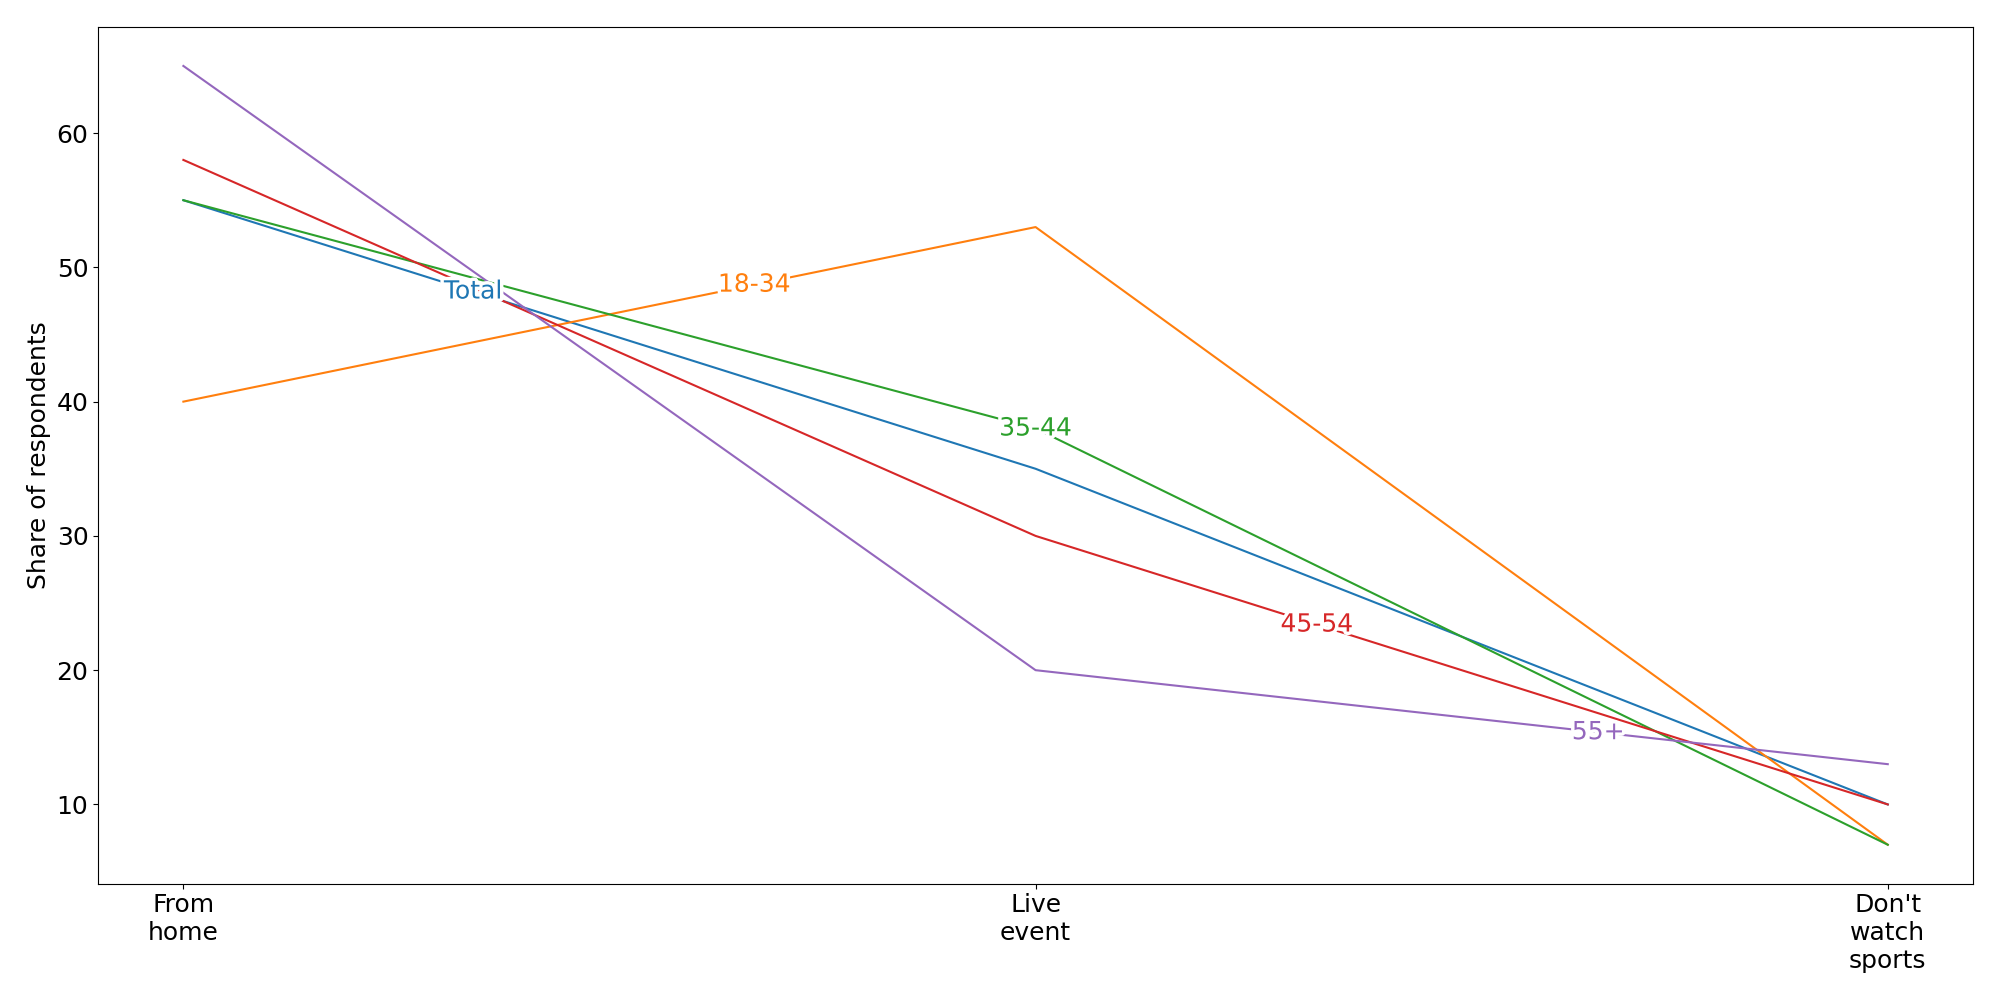 Share of respondents
60
50
40
30
20
10
Total
18-34
35-44
45-54
55+
From
home
Live
event
Don't
watch
sports